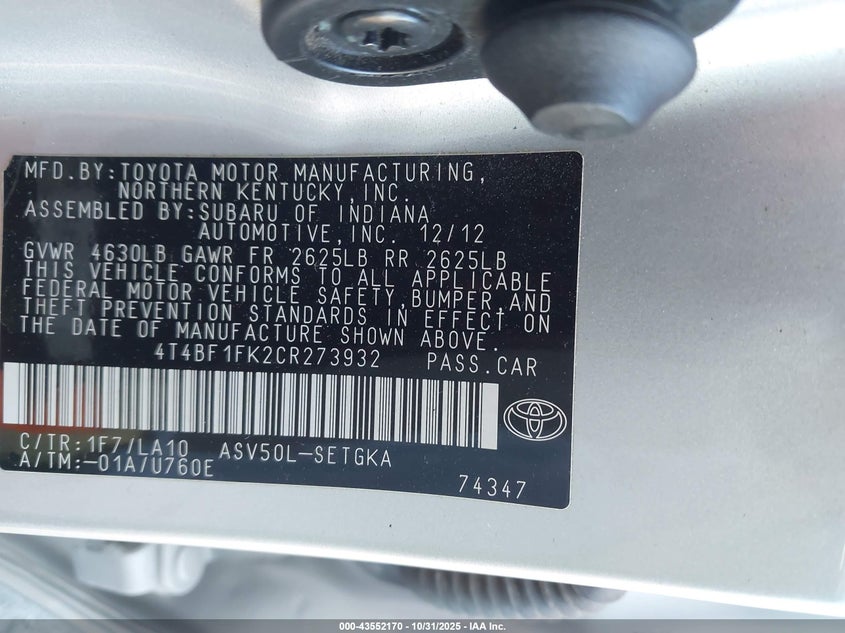 MFD.BY:TOYOTA MOTOR MANUFACTURING,
NORTHERN KENTUCKY,INC.
ASSEMBLED BY:SUBARU OF INDIANA
AUTOMOTIVE,INC. 12/12
GVWR 4630LB GAWR FR 2625LB RR 2625LB
THIS VEHICLE CONFORMS TO ALL APPLICABLE
FEDERAL MOTOR VEHICLE SAFETY,BUMPER,AND
THEFT PREVENTION STANDARDS IN EFFECT ON
THE DATE OF MANUFACTURE SHOWN ABOVE.
4T4BF1FK2CR273932 PASS.CAR
C/TR:1F7/LA10 ASV50L-SETGKA
A/TM:-01A/U760E
74347
000-43552170 - 10/31/2025 - IAA Inc.